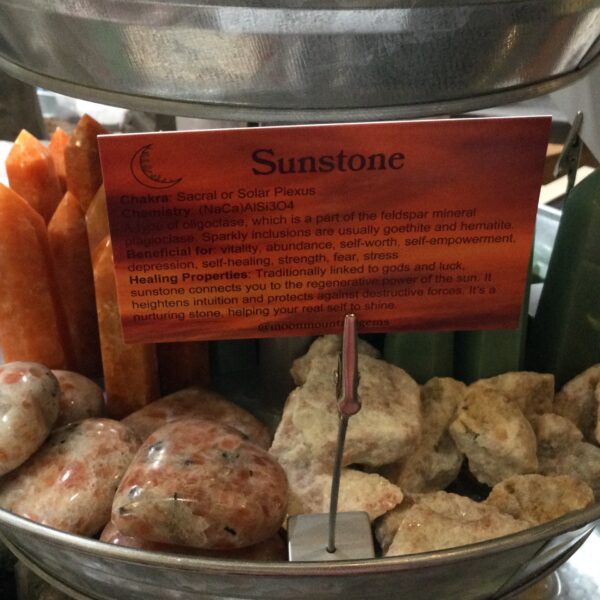 Sunstone
Chakra: Sacral or Solar Plexus
Chemistry: (NaCa)AlSi3O4
A type of oligoclase, which is a part of the feldspar mineral
plagioclase. Sparkly inclusions are usually goethite and hematite.
Beneficial for: vitality, abundance, self-worth, self-empowerment,
depression, self-healing, strength, fear, stress
Healing Properties: Traditionally linked to gods and luck,
sunstone connects you to the regenerative power of the sun. It
heightens intuition and protects against destructive forces. It's a
nurturing stone, helping your real self to shine.
@moonmountaingems